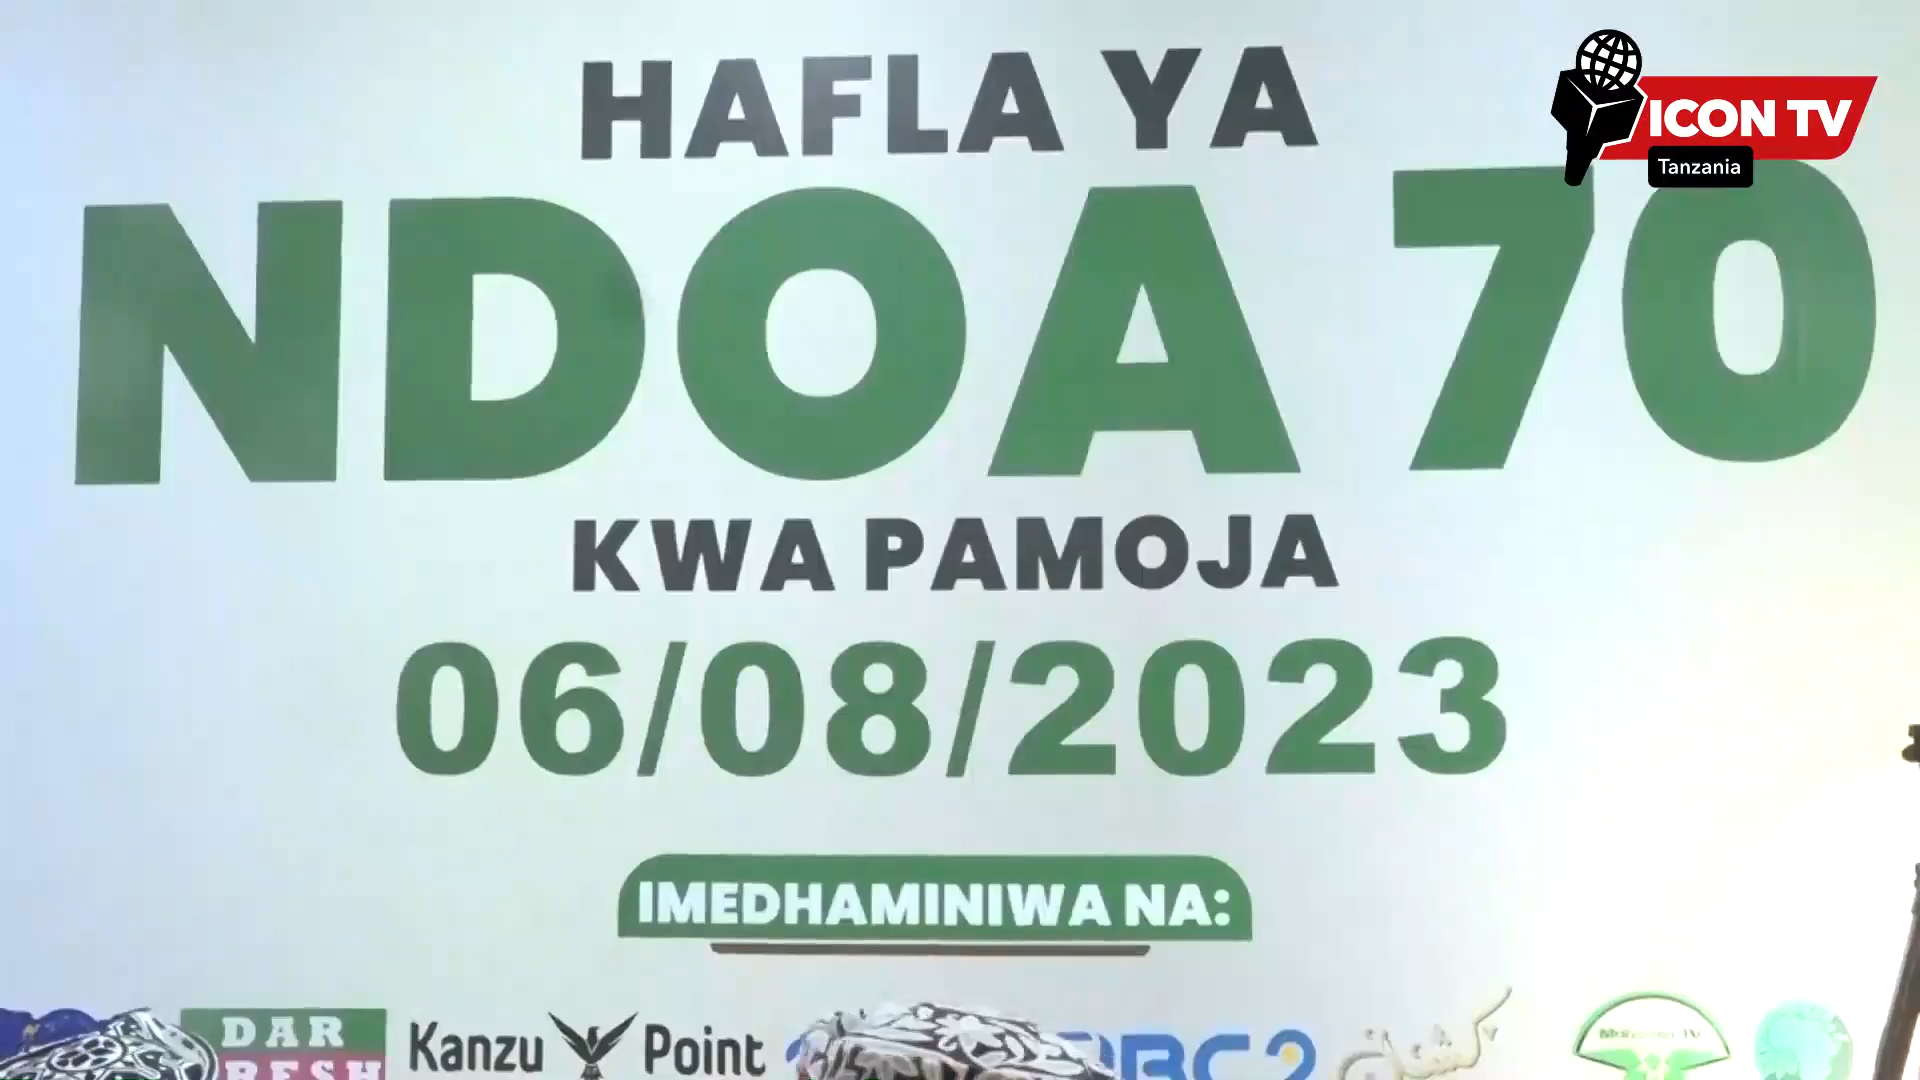 HAFLA YA
ICON TV
Tanzania
NDOA 70
KWA PAMOJA
06/08/2023
IMEDHAMINIWA NA:
DAR
Kanzu Point